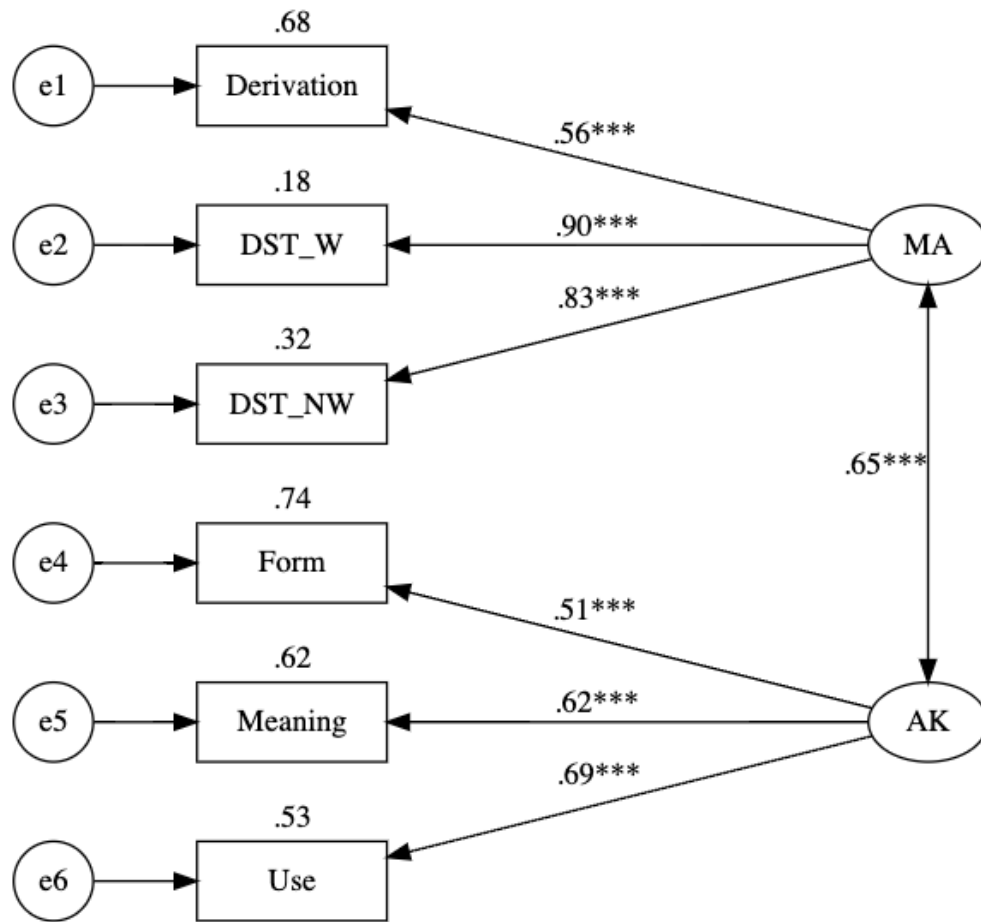 .68
e1
Derivation
.56***
.18
e2
DST_W
.90***
MA
.83***
.32
e3
DST_NW
.65***
.74
e4
Form
.51***
.62
e5
Meaning
.62***
AK
.69***
.53
e6
Use